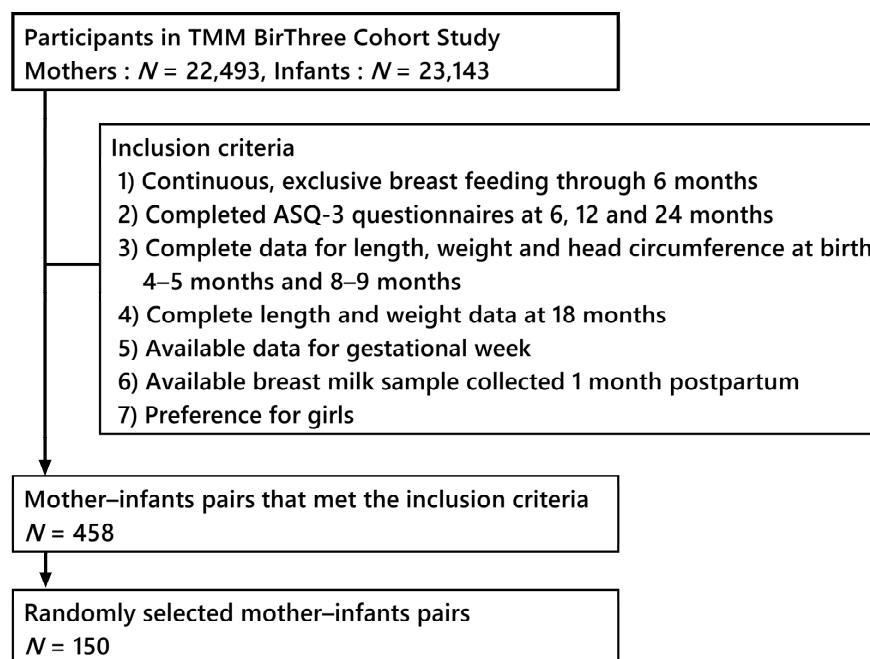 Participants in TMM BirThree Cohort Study
Mothers : N = 22,493, Infants : N = 23,143
Inclusion criteria
1) Continuous, exclusive breast feeding through 6 months
2) Completed ASQ-3 questionnaires at 6, 12 and 24 months
3) Complete data for length, weight and head circumference at birth
4–5 months and 8–9 months
4) Complete length and weight data at 18 months
5) Available data for gestational week
6) Available breast milk sample collected 1 month postpartum
7) Preference for girls
Mother–infants pairs that met the inclusion criteria
N = 458
Randomly selected mother–infants pairs
N = 150